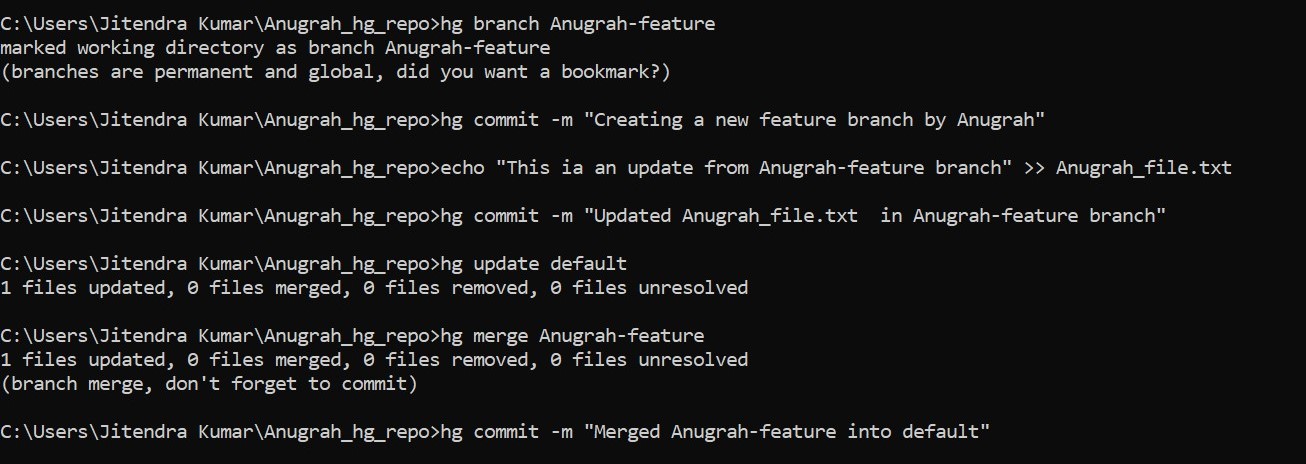 C:\Users\Jitendra Kumar\Anugrah_hg_repo>hg branch Anugrah-feature
marked working directory as branch Anugrah-feature
(branches are permanent and global, did you want a bookmark?)
C:\Users\Jitendra Kumar\Anugrah_hg_repo>hg commit -m "Creating a new feature branch by Anugrah"
C:\Users\Jitendra Kumar\Anugrah_hg_repo>echo "This ia an update from Anugrah-feature branch" >> Anugrah_file.txt
C:\Users\Jitendra Kumar\Anugrah_hg_repo>hg commit -m "Updated Anugrah_file.txt  in Anugrah-feature branch"
C:\Users\Jitendra Kumar\Anugrah_hg_repo>hg update default
1 files updated, 0 files merged, 0 files removed, 0 files unresolved
C:\Users\Jitendra Kumar\Anugrah_hg_repo>hg merge Anugrah-feature
1 files updated, 0 files merged, 0 files removed, 0 files unresolved
(branch merge, don't forget to commit)
C:\Users\Jitendra Kumar\Anugrah_hg_repo>hg commit -m "Merged Anugrah-feature into default"